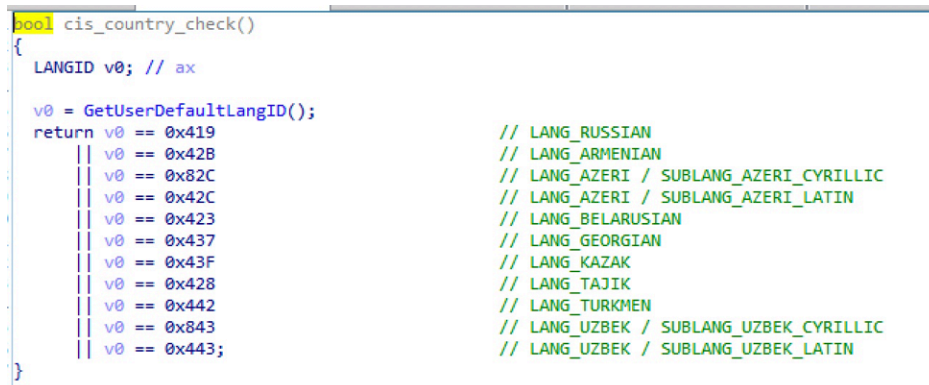 bool cis_country_check()
{
  LANGID v0; // ax

  v0 = GetUserDefaultLangID();
  return v0 == 0x419                                // LANG_RUSSIAN
      || v0 == 0x42B                                // LANG_ARMENIAN
      || v0 == 0x82C                                // LANG_AZERI / SUBLANG_AZERI_CYRILLIC
      || v0 == 0x42C                                // LANG_AZERI / SUBLANG_AZERI_LATIN
      || v0 == 0x423                                // LANG_BELARUSIAN
      || v0 == 0x437                                // LANG_GEORGIAN
      || v0 == 0x43F                                // LANG_KAZAK
      || v0 == 0x428                                // LANG_TAJIK
      || v0 == 0x442                                // LANG_TURKMEN
      || v0 == 0x843                                // LANG_UZBEK / SUBLANG_UZBEK_CYRILLIC
      || v0 == 0x443;                               // LANG_UZBEK / SUBLANG_UZBEK_LATIN
}